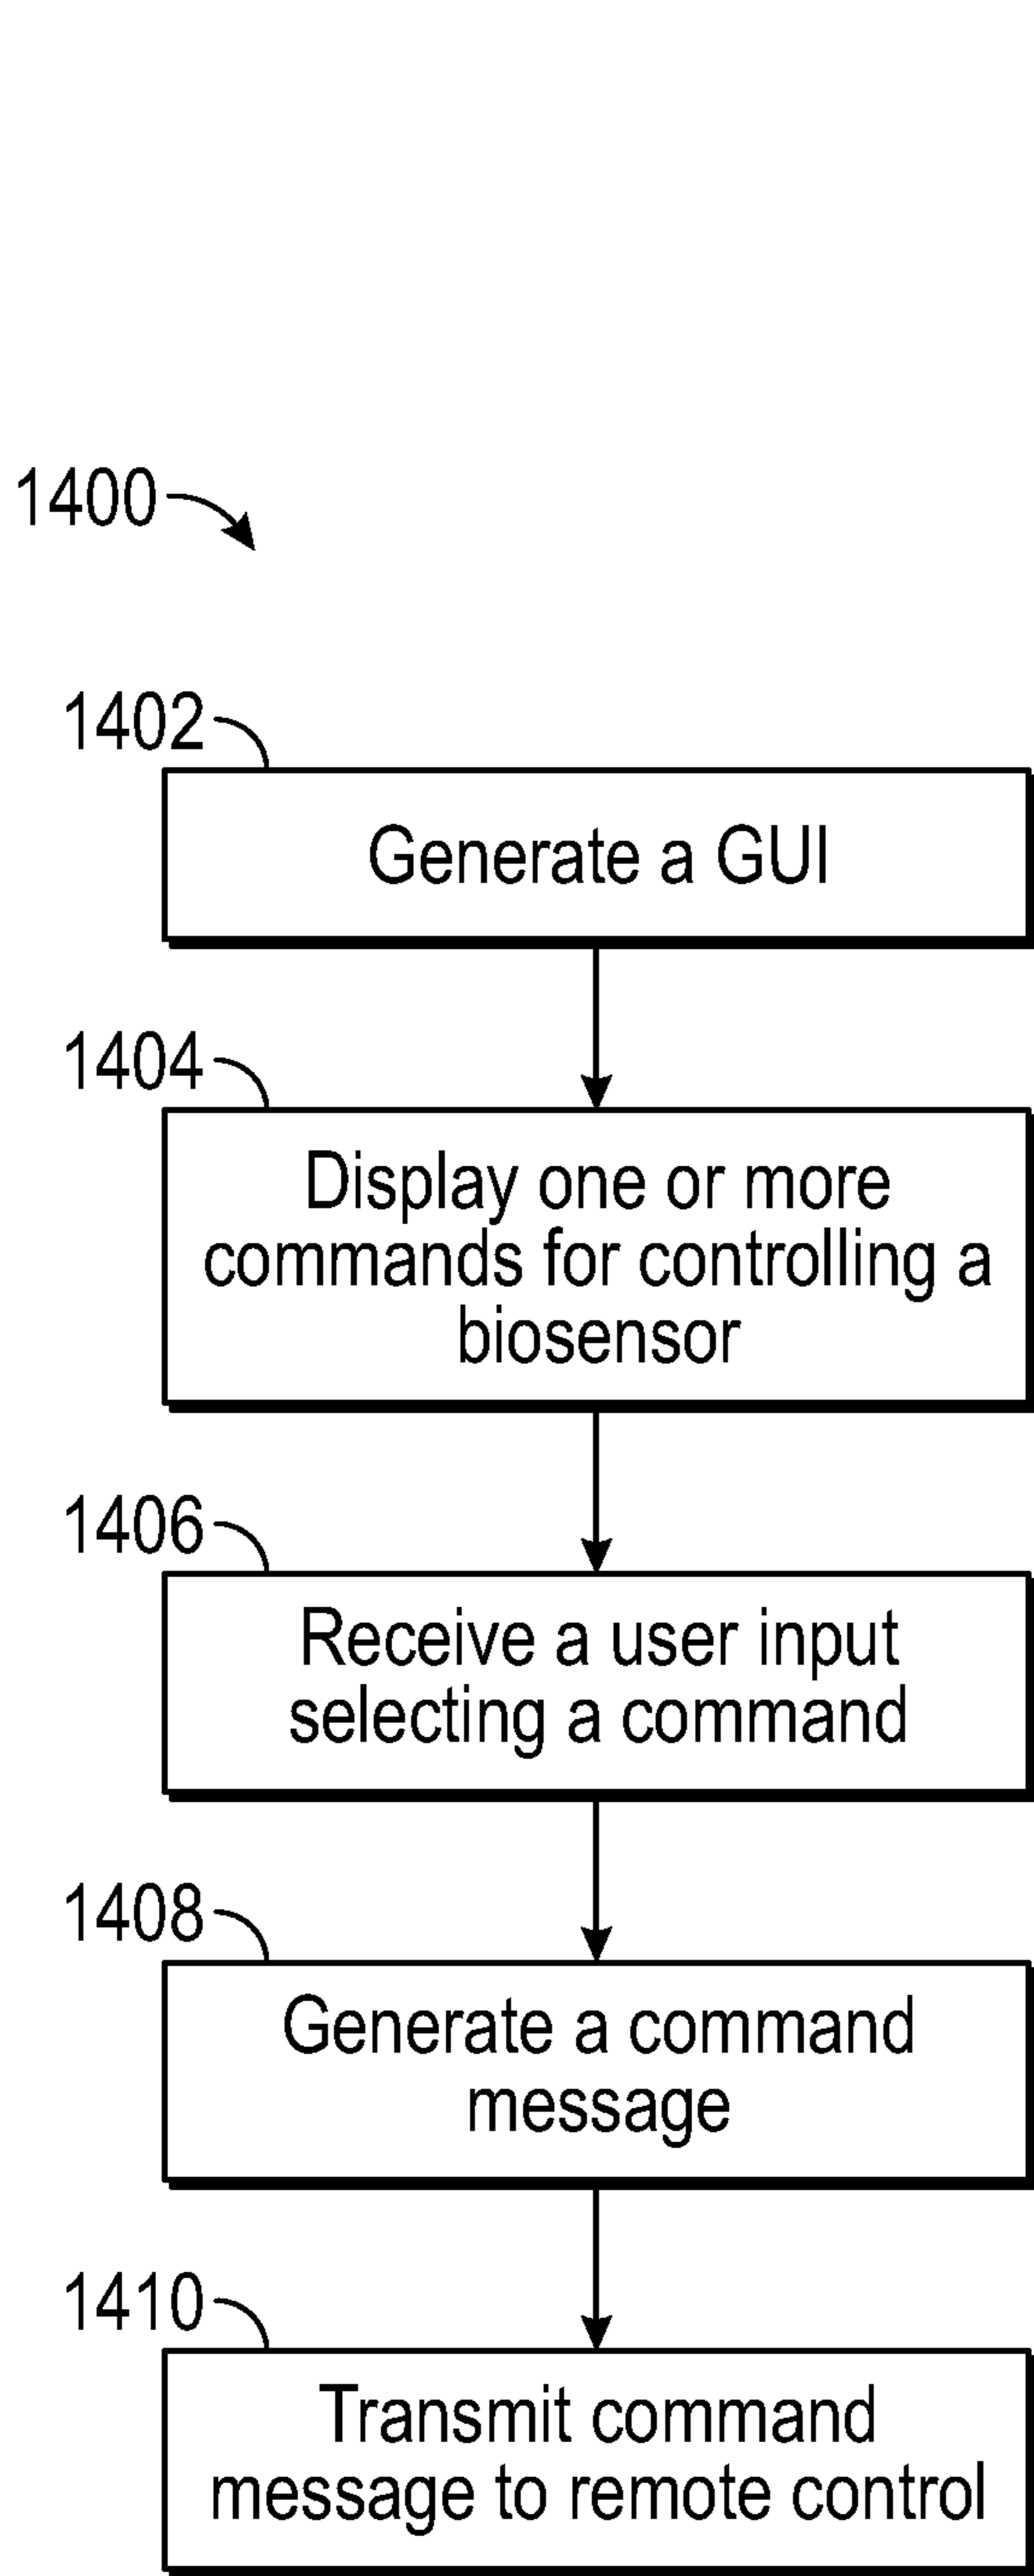 1400
1402
Generate a GUI
1404
Display one or more
commands for controlling a
biosensor
1406
Receive a user input
selecting a command
1408
Generate a command
message
1410
Transmit command
message to remote control